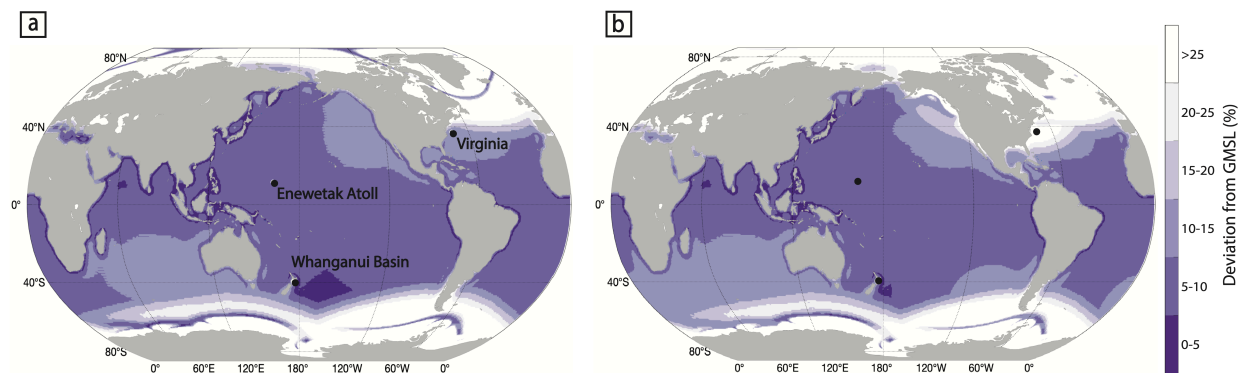 a
80°N
40°N
0°
40°S
80°S
0°
60°E
120°E
180°
120°W
60°W
0°
Virginia
Enewetak Atoll
Whanganui Basin
b
80°N
40°N
0°
40°S
80°S
0°
60°E
120°E
180°
120°W
60°W
0°
>25
20-25
15-20
10-15
5-10
0-5
Deviation from GMSL (%)